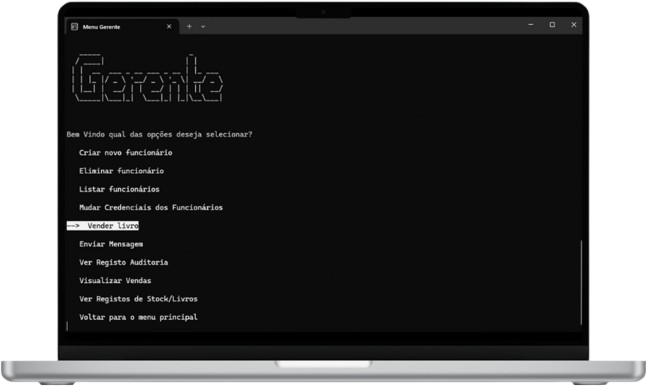 Menu Gerente
Gerente
Bem Vindo qual das opções deseja selecionar?
Criar novo funcionário
Eliminar funcionário
Listar funcionários
Mudar Credenciais dos Funcionários
--> Vender livro
Enviar Mensagem
Ver Registo Auditoria
Visualizar Vendas
Ver Registos de Stock/Livros
Voltar para o menu principal